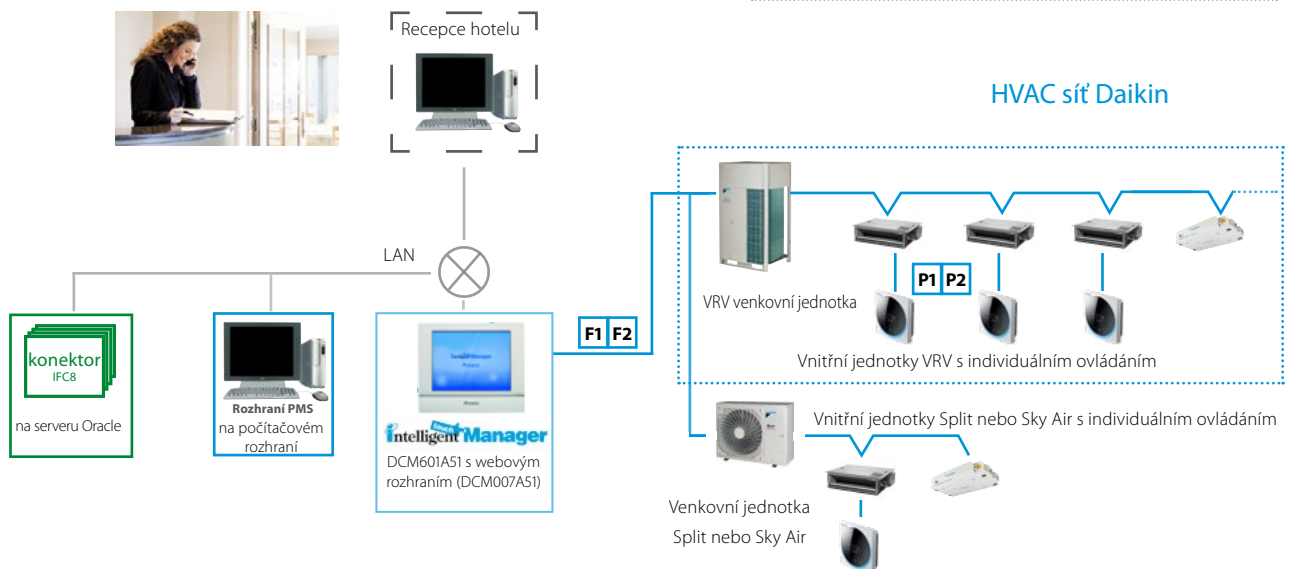 Recepce hotelu
HVAC síť Daikin
LAN
konektor
IFC8
na serveru Oracle
Rozhraní PMS
na počítačovém
rozhraní
intelligent touch Manager
DCM601A51 s webovým
rozhraním (DCM007A51)
F1 F2
VRV venkovní jednotka
P1 P2
Vnitřní jednotky VRV s individuálním ovládáním
Vnitřní jednotky Split nebo Sky Air s individuálním ovládáním
Venkovní jednotka
Split nebo Sky Air